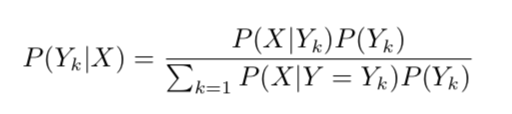 P(Y_k|X) = \frac{P(X|Y_k)P(Y_k)}{\sum_{k=1} P(X|Y = Y_k)P(Y_k)}